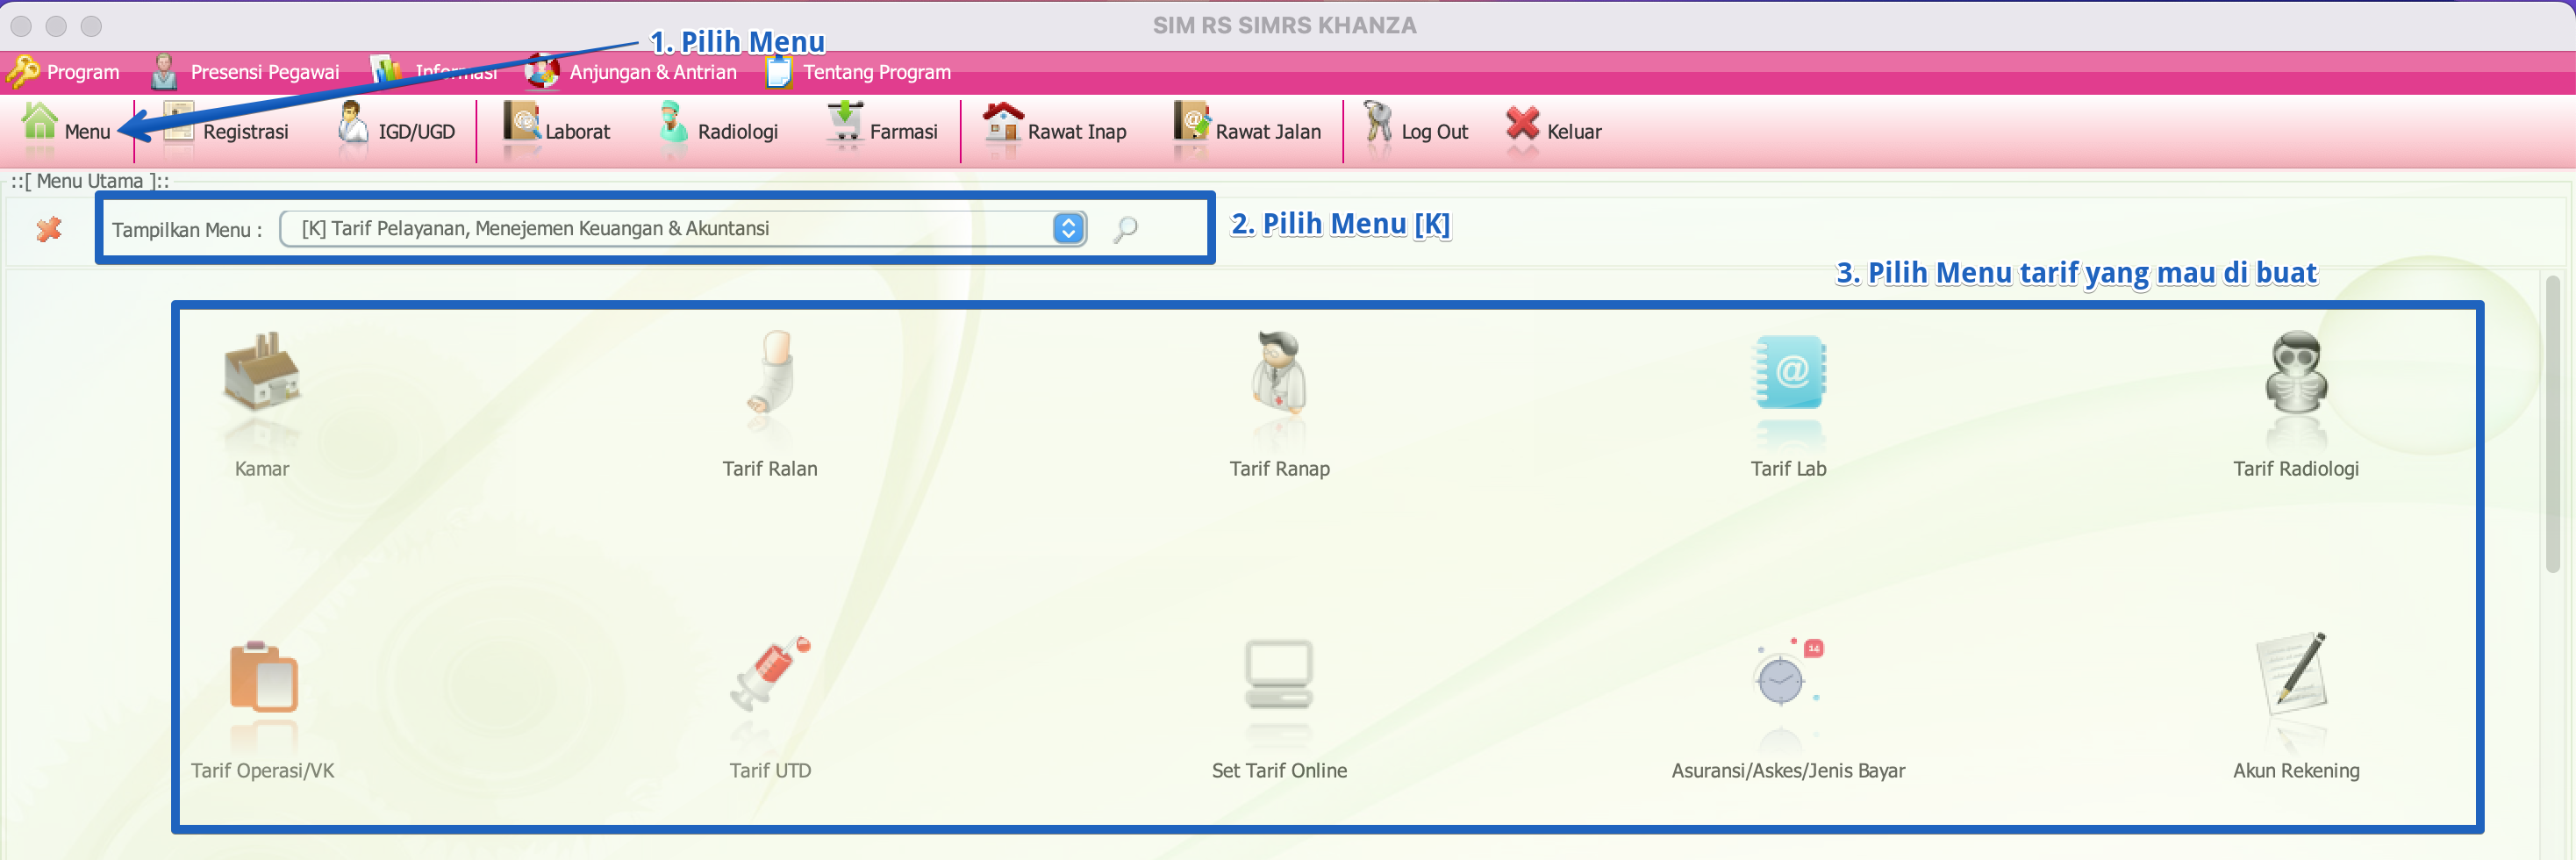 SIM RS SIMRS KHANZA
1. Pilih Menu
Program Presensi Pegawai Informasi Anjungan & Antrian Tentang Program
Menu Registrasi IGD/UGD Laborat Radiologi Farmasi Rawat Inap Rawat Jalan Log Out Keluar
::[ Menu Utama ]::
Tampilkan Menu : [K] Tarif Pelayanan, Menejemen Keuangan & Akuntansi
2. Pilih Menu [K]
3. Pilih Menu tarif yang mau di buat
Kamar Tarif Ralan Tarif Ranap Tarif Lab Tarif Radiologi
14
Tarif Operasi/VK Tarif UTD Set Tarif Online Asuransi/Askes/Jenis Bayar Akun Rekening